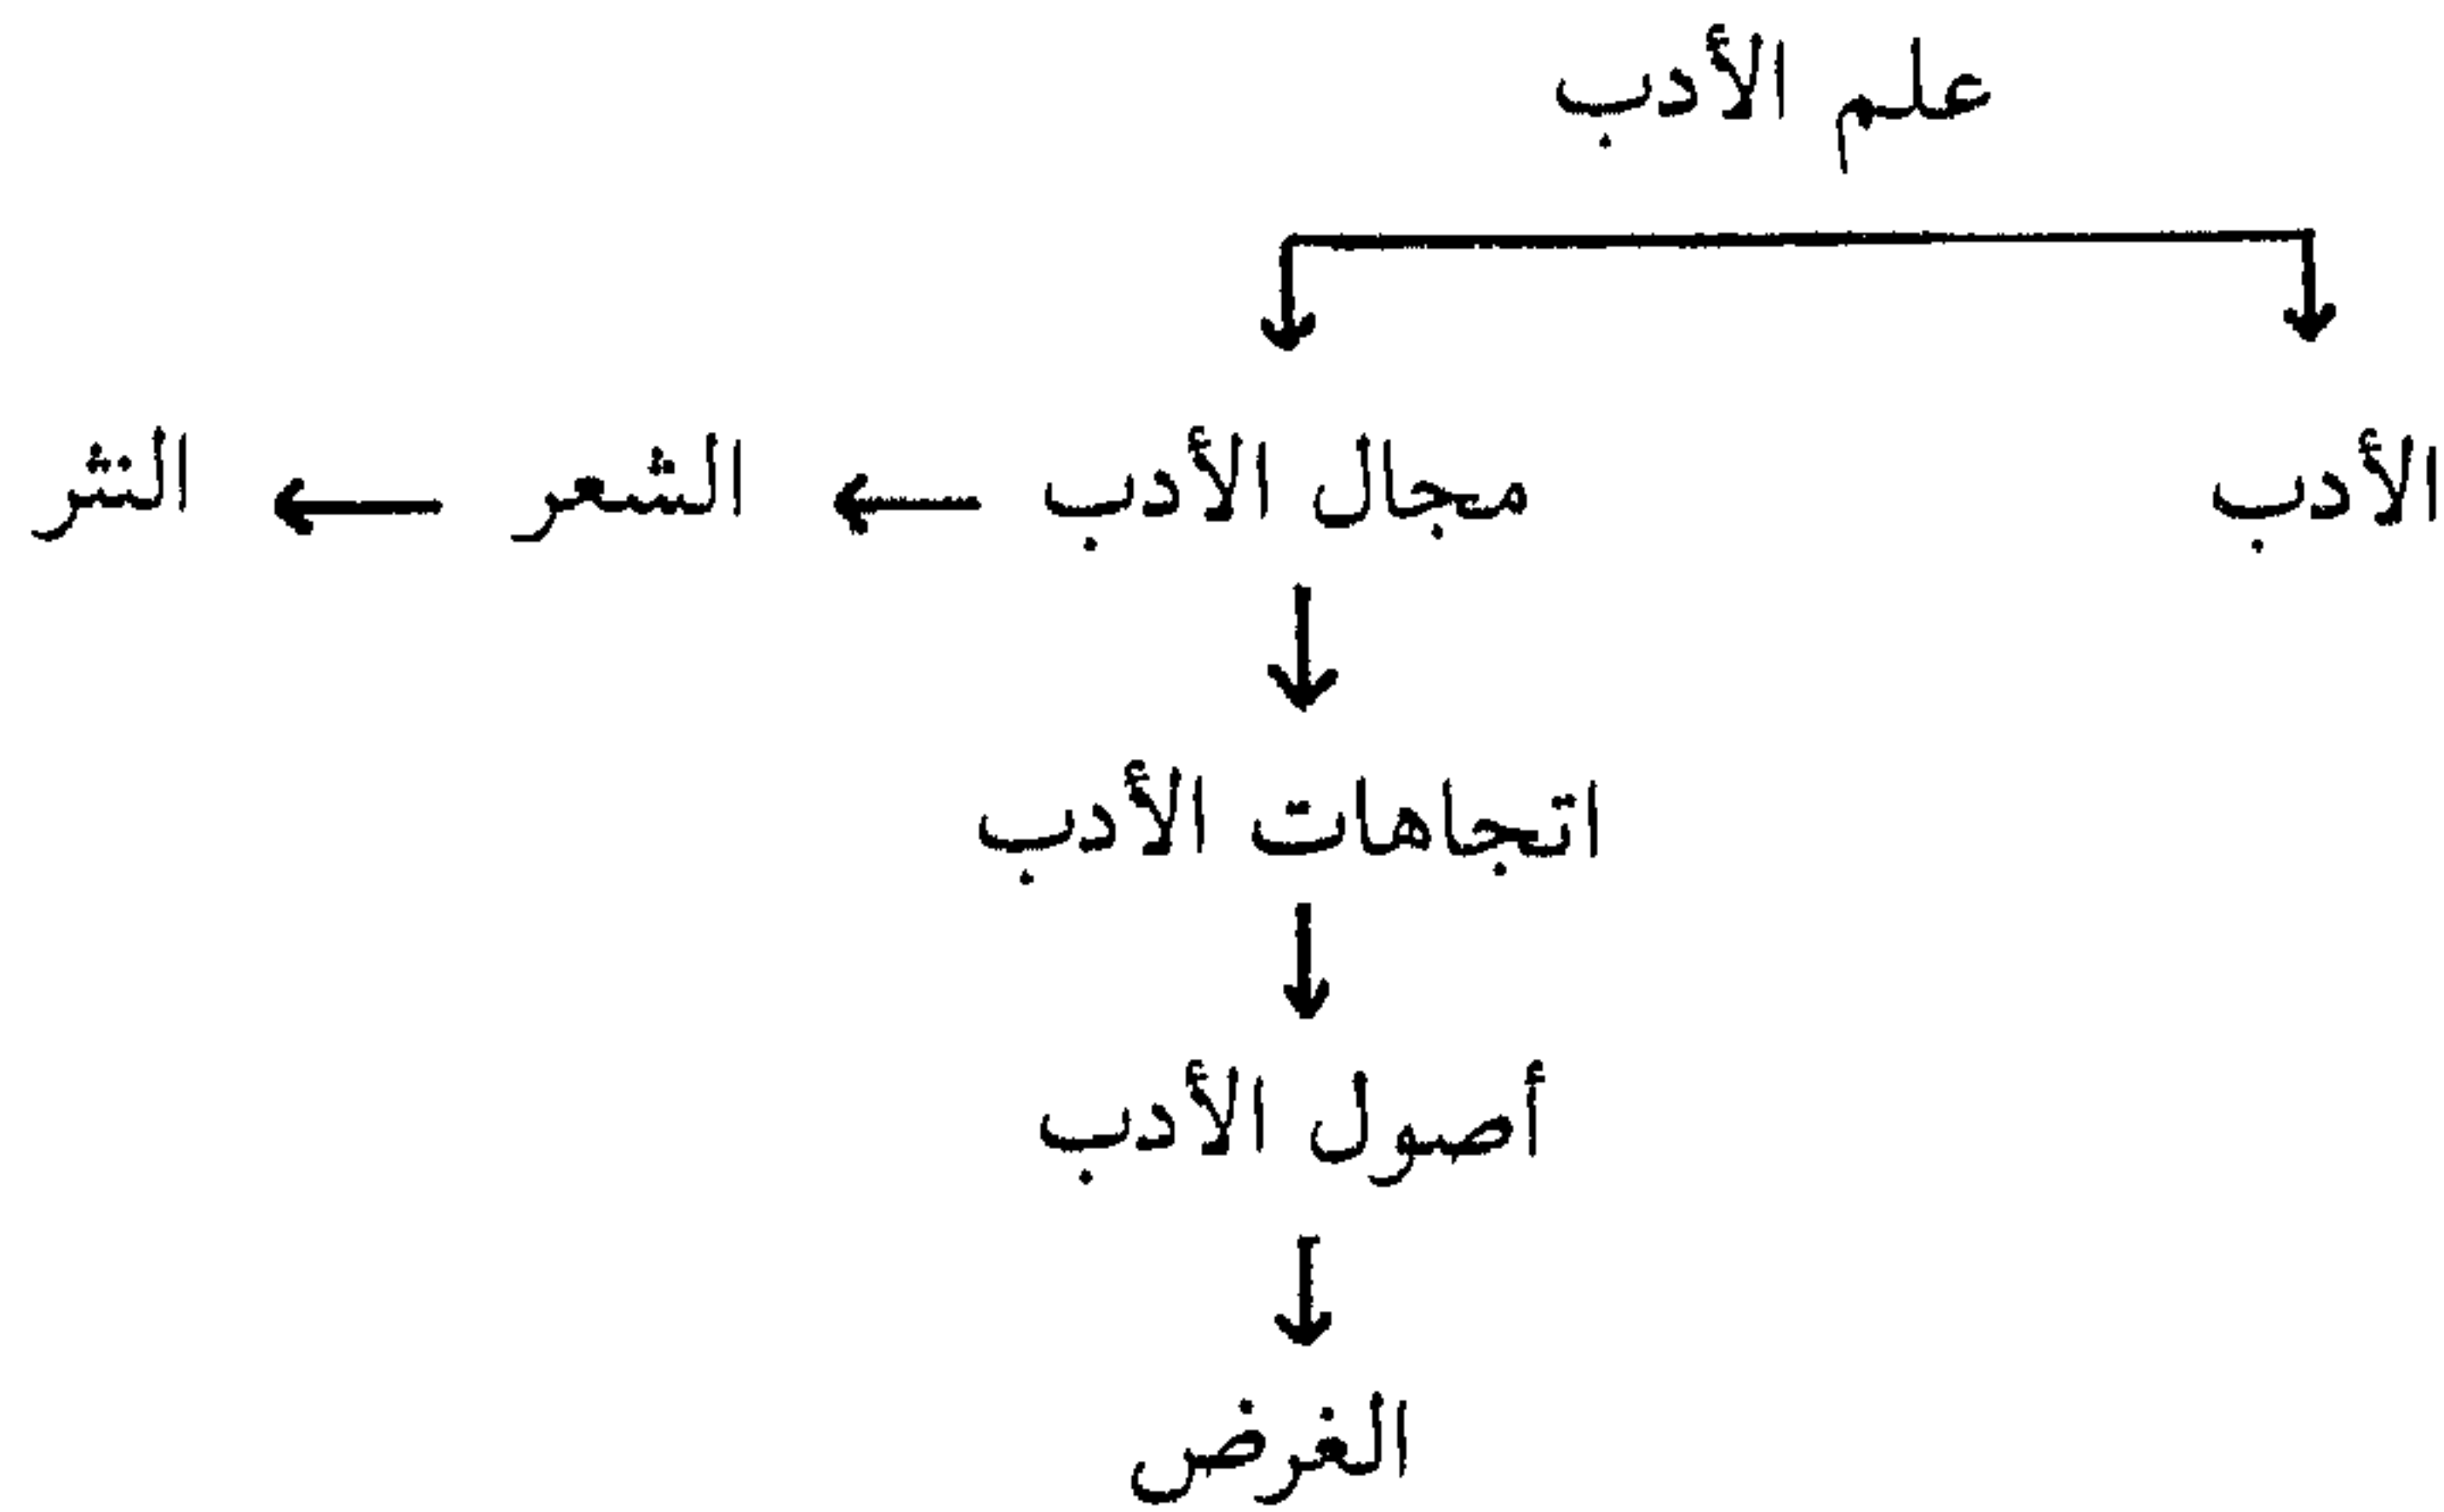 علم الأدب
الأدب مجال الأدب الشعر النثر
اتجاهات الأدب
أصول الأدب
الغرض